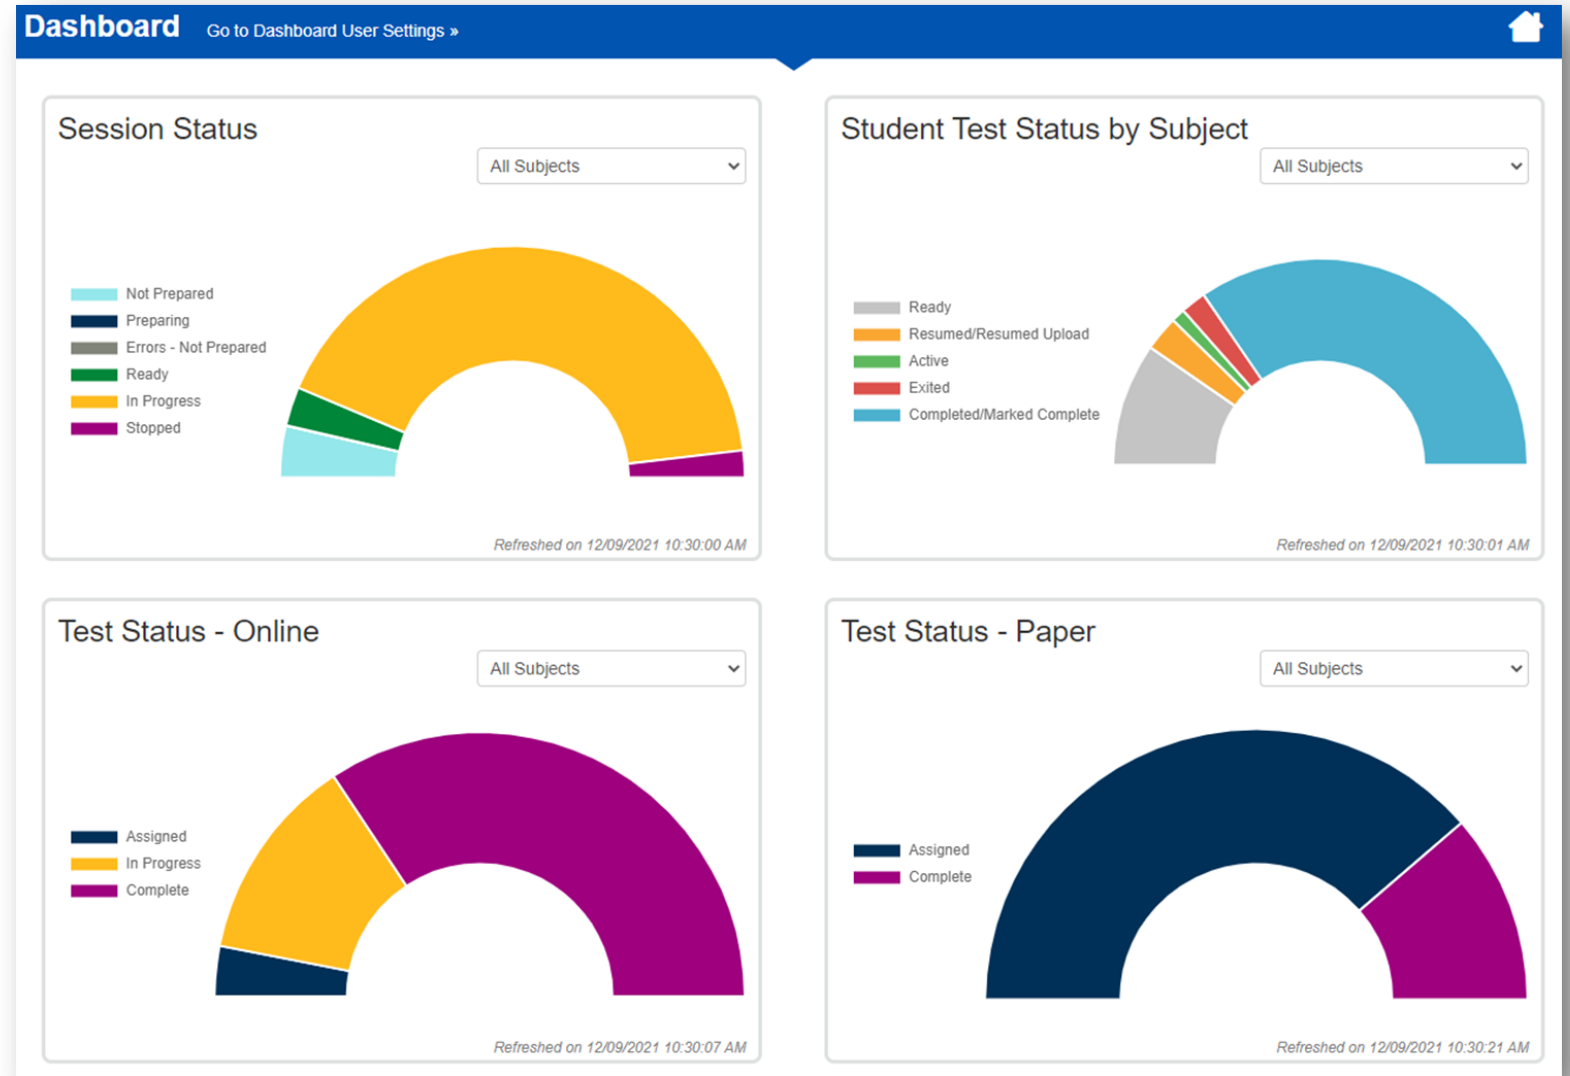 Dashboard Go to Dashboard User Settings »
Session Status
All Subjects
Not Prepared
Preparing
Errors - Not Prepared
Ready
In Progress
Stopped
Refreshed on 12/09/2021 10:30:00 AM
Student Test Status by Subject
All Subjects
Ready
Resumed/Resumed Upload
Active
Exited
Completed/Marked Complete
Refreshed on 12/09/2021 10:30:01 AM
Test Status - Online
All Subjects
Assigned
In Progress
Complete
Refreshed on 12/09/2021 10:30:07 AM
Test Status - Paper
All Subjects
Assigned
Complete
Refreshed on 12/09/2021 10:30:21 AM